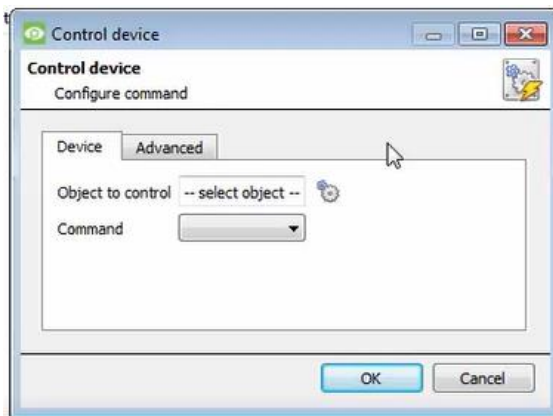 t
Control device
Control device
Configure command
Device Advanced
Object to control -- select object --
Command
OK Cancel